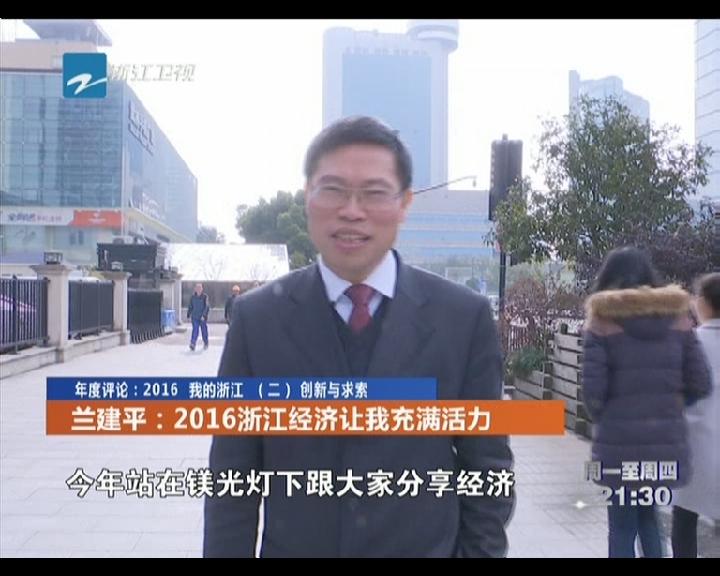 浙江卫视
年度评论：2016 我的浙江 （二）创新与求索
兰建平：2016浙江经济让我充满活力
今年站在镁光灯下跟大家分享经济
周一至周四
21:30